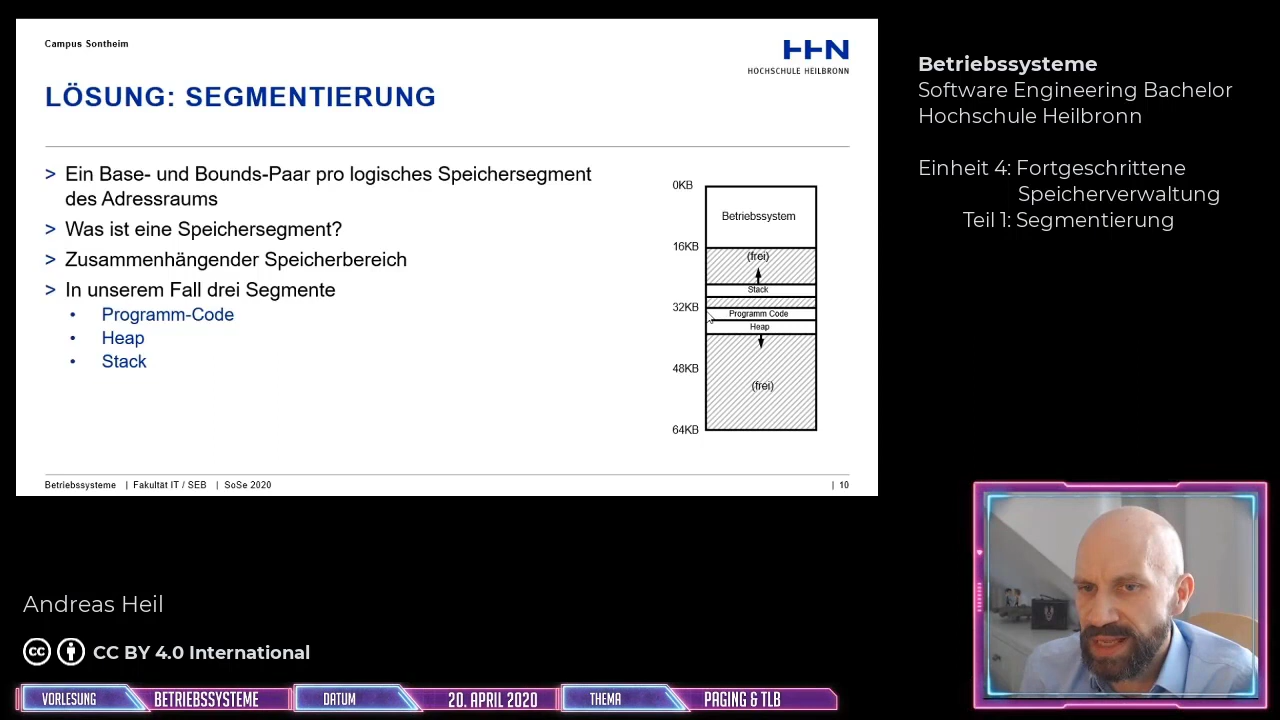 Campus Sontheim
HHN
HOCHSCHULE HEILBRONN
LÖSUNG: SEGMENTIERUNG
> Ein Base- und Bounds-Paar pro logisches Speichersegment
des Adressraums
> Was ist eine Speichersegment?
> Zusammenhängender Speicherbereich
> In unserem Fall drei Segmente
• Programm-Code
• Heap
• Stack
0KB
Betriebssystem
16KB
(frei)
Stack
32KB
Programm Code
Heap
48KB
(frei)
64KB
Betriebssysteme | Fakultät IT / SEB | SoSe 2020
| 10
Betriebssysteme
Software Engineering Bachelor
Hochschule Heilbronn
Einheit 4: Fortgeschrittene
Speicherverwaltung
Teil 1: Segmentierung
Andreas Heil
cc CC BY 4.0 International
VORLESUNG BETRIEBSSYSTEME DATUM 20. APRIL 2020 THEMA PAGING & TLB